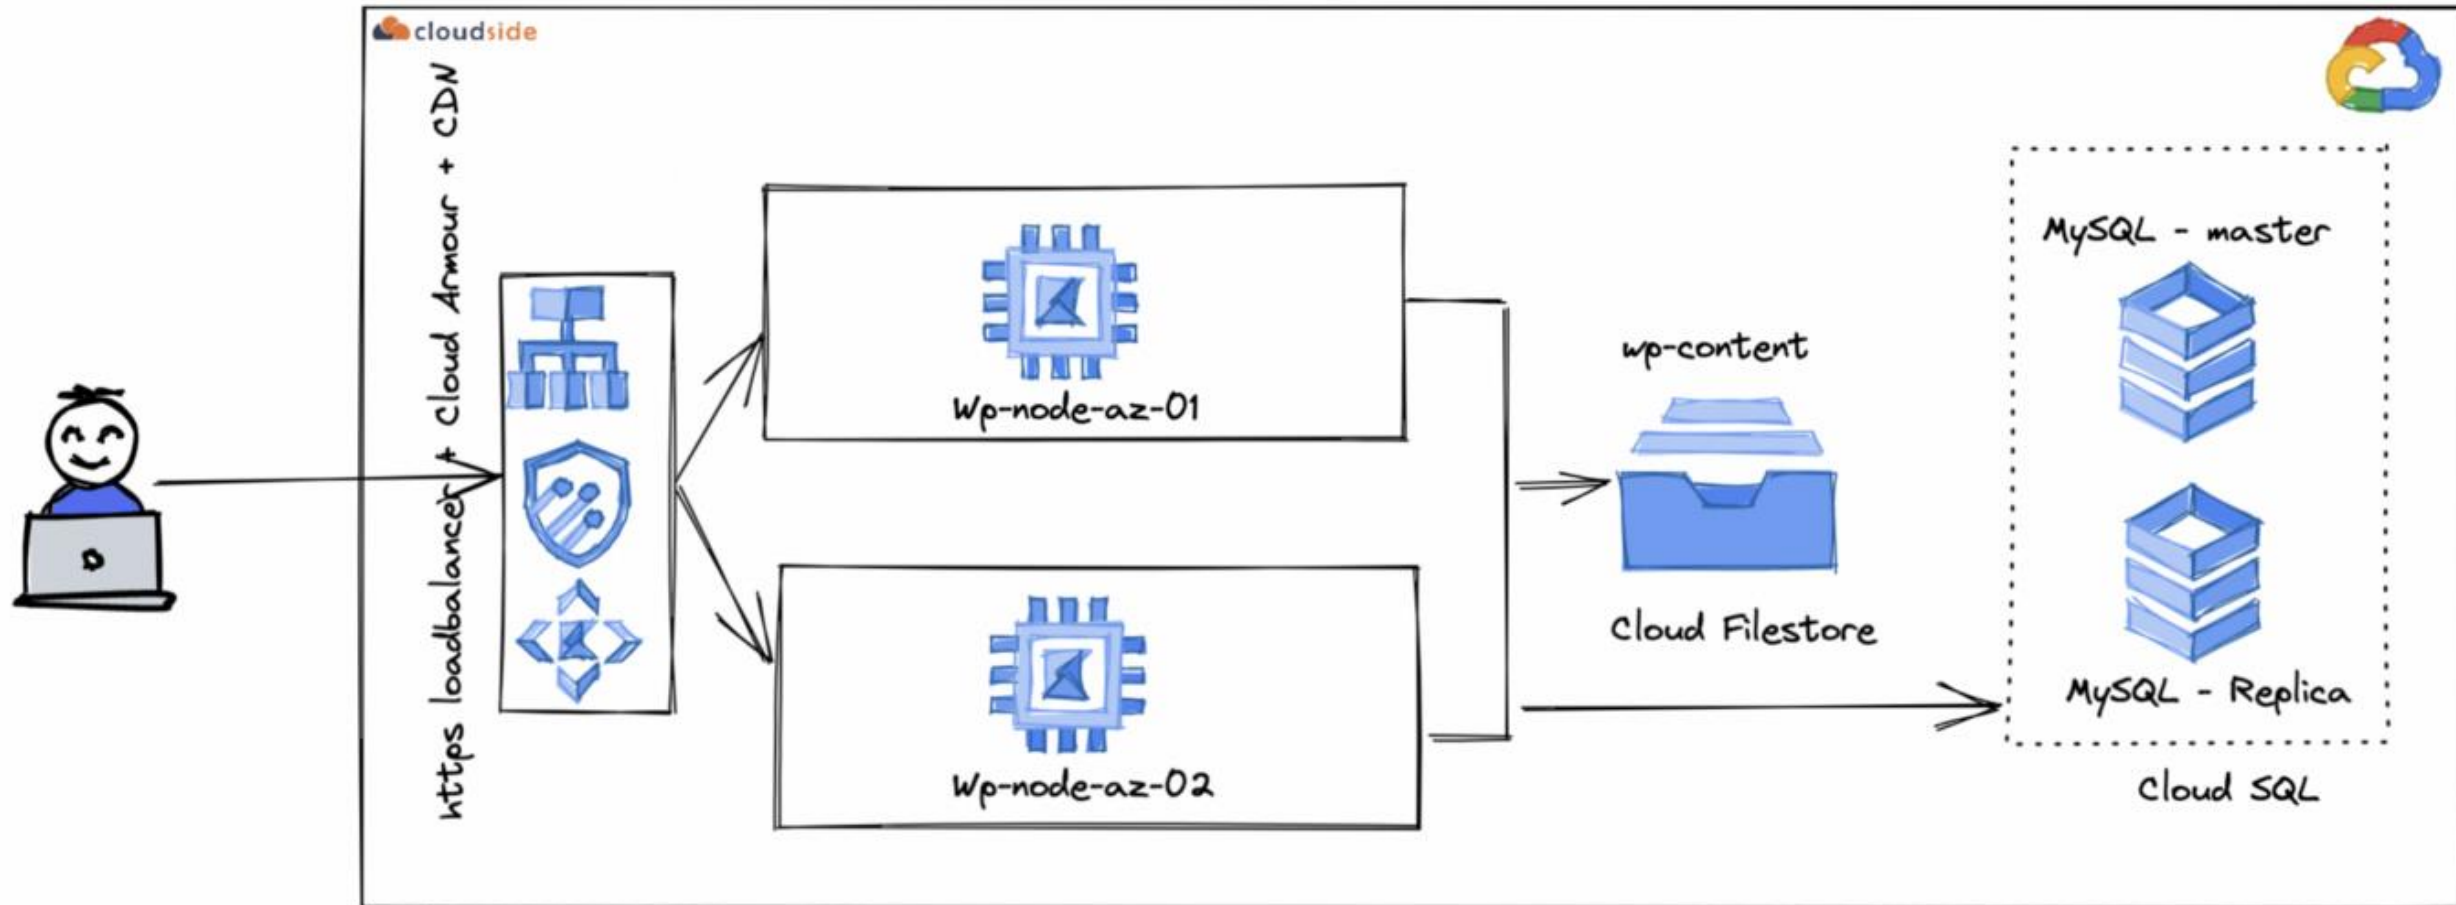 cloudside
https loadbalancer + Cloud Armour + CDN
Wp-node-az-01
Wp-node-az-02
wp-content
Cloud Filestore
MySQL - master
MySQL - Replica
Cloud SQL